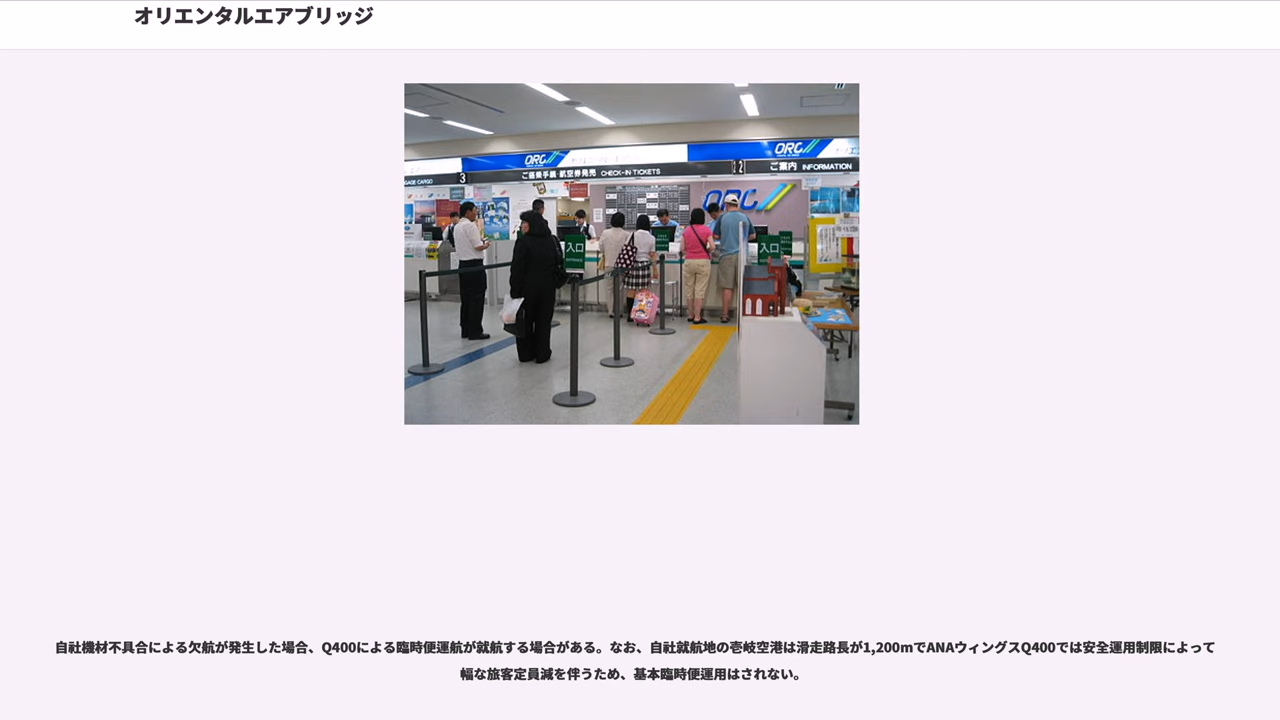 オリエンタルエアブリッジ
ORC
ORC
3
ご搭乗手続・航空券発売 CHECK-IN TICKETS
12
ご案内 INFORMATION
ORC
入口
入口
自社機材不具合による欠航が発生した場合、Q400による臨時便運航が就航する場合がある。なお、自社就航地の壱岐空港は滑走路長が1,200mでANAウィングスQ400では安全運用制限によって
幅な旅客定員減を伴うため、基本臨時便運用はされない。